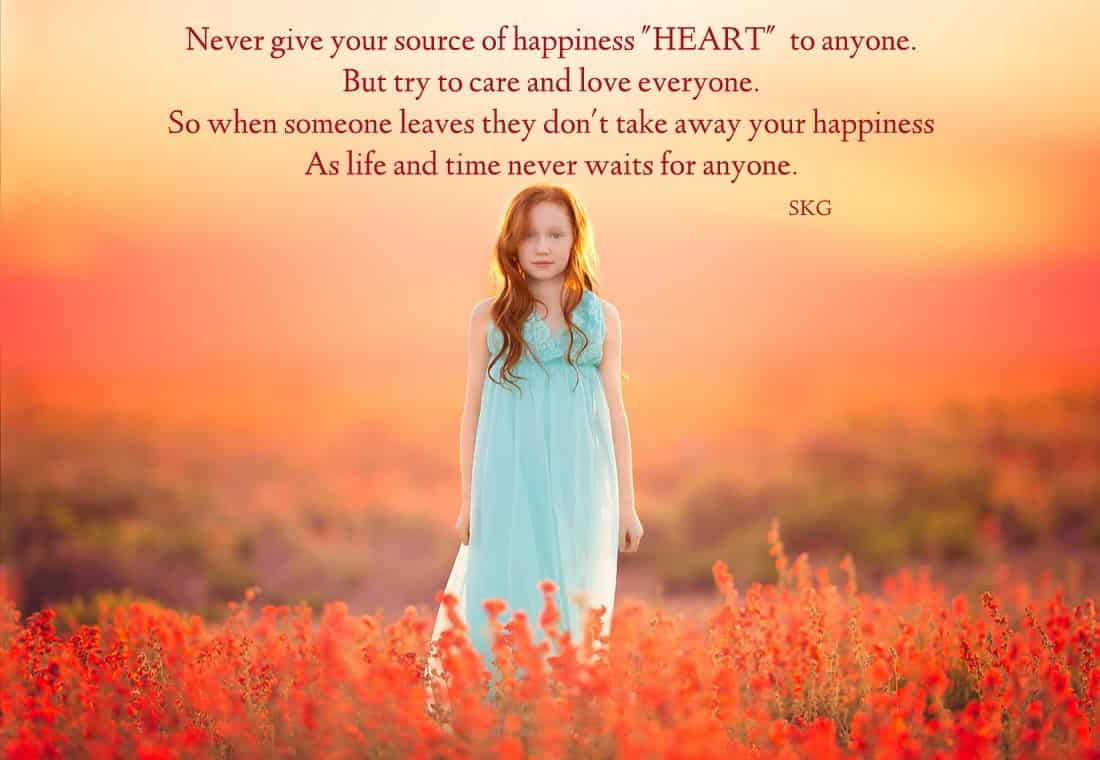 Never give your source of happiness "HEART" to anyone.
But try to care and love everyone.
So when someone leaves they don't take away your happiness
As life and time never waits for anyone.
SKG